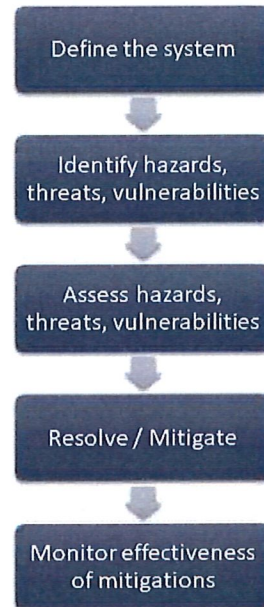 Define the system
Identify hazards,
threats, vulnerabilities
Assess hazards,
threats, vulnerabilities
Resolve / Mitigate
Monitor effectiveness
of mitigations